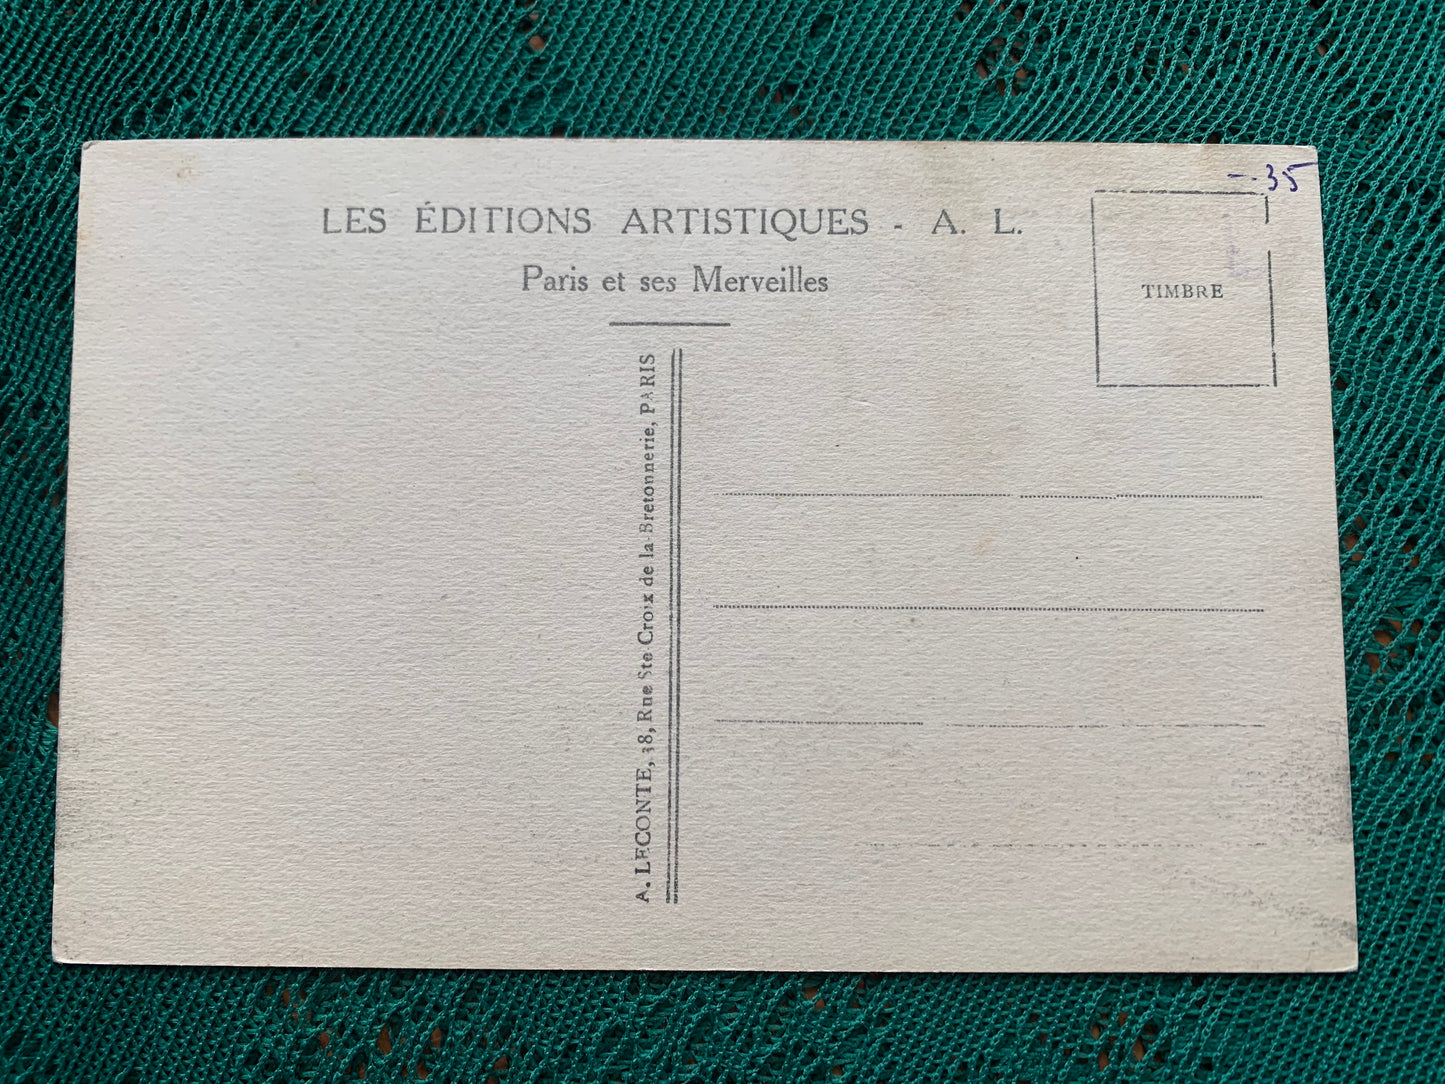 -.35
LES ÉDITIONS ARTISTIQUES - A. L.
Paris et ses Merveilles
TIMBRE
A. LECONTE, 38, Rue Ste-Croix de la Bretonnerie, PARIS